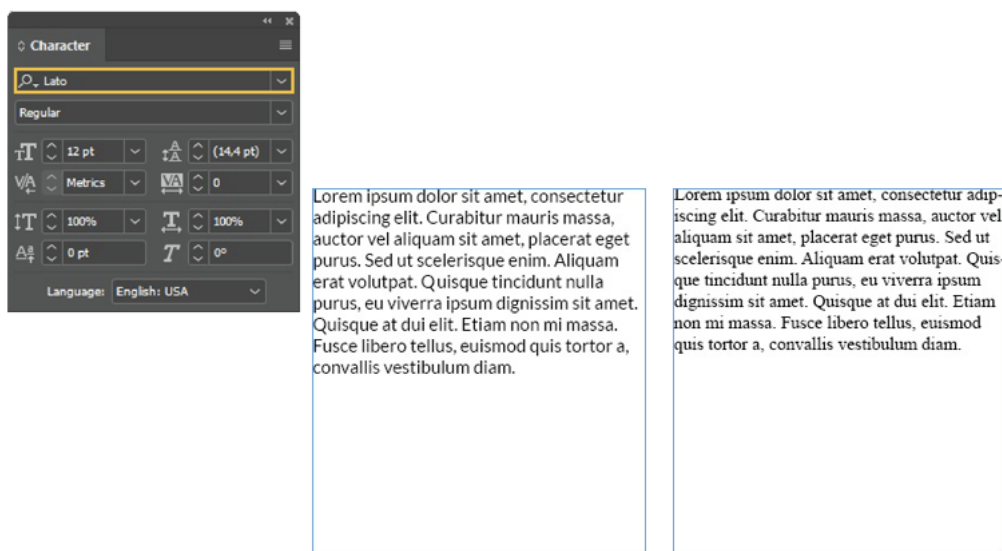 Character
Lato
Regular
12 pt
(14,4 pt)
Metrics
0
100%
100%
0 pt
0°
Language: English: USA
Lorem ipsum dolor sit amet, consectetur
adipiscing elit. Curabitur mauris massa,
auctor vel aliquam sit amet, placerat eget
purus. Sed ut scelerisque enim. Aliquam
erat volutpat. Quisque tincidunt nulla
purus, eu viverra ipsum dignissim sit amet.
Quisque at dui elit. Etiam non mi massa.
Fusce libero tellus, euismod quis tortor a,
convallis vestibulum diam.
Lorem ipsum dolor sit amet, consectetur adip-
iscing elit. Curabitur mauris massa, auctor vel
aliquam sit amet, placerat eget purus. Sed ut
scelerisque enim. Aliquam erat volutpat. Quis-
que tincidunt nulla purus, eu viverra ipsum
dignissim sit amet. Quisque at dui elit. Etiam
non mi massa. Fusce libero tellus, euismod
quis tortor a, convallis vestibulum diam.